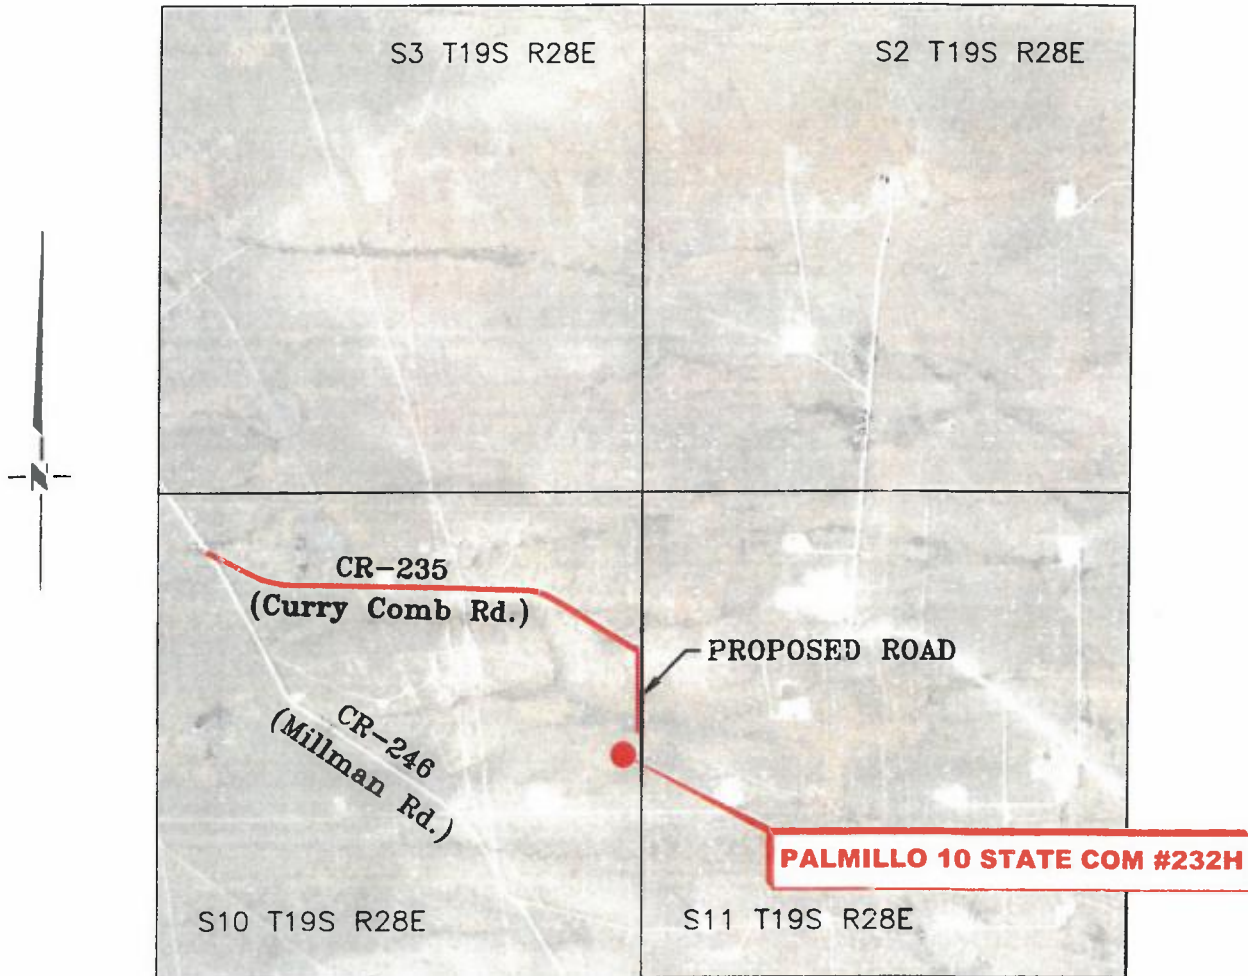 S3 T19S R28E
S2 T19S R28E
N
CR-235
(Curry Comb Rd.)
PROPOSED ROAD
CR-246
(Millman Rd.)
PALMILLO 10 STATE COM #232H
S10 T19S R28E
S11 T19S R28E